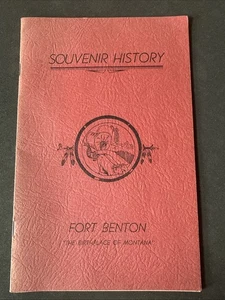 SOUVENIR HISTORY
FORT BENTON
"THE BIRTHPLACE OF MONTANA"